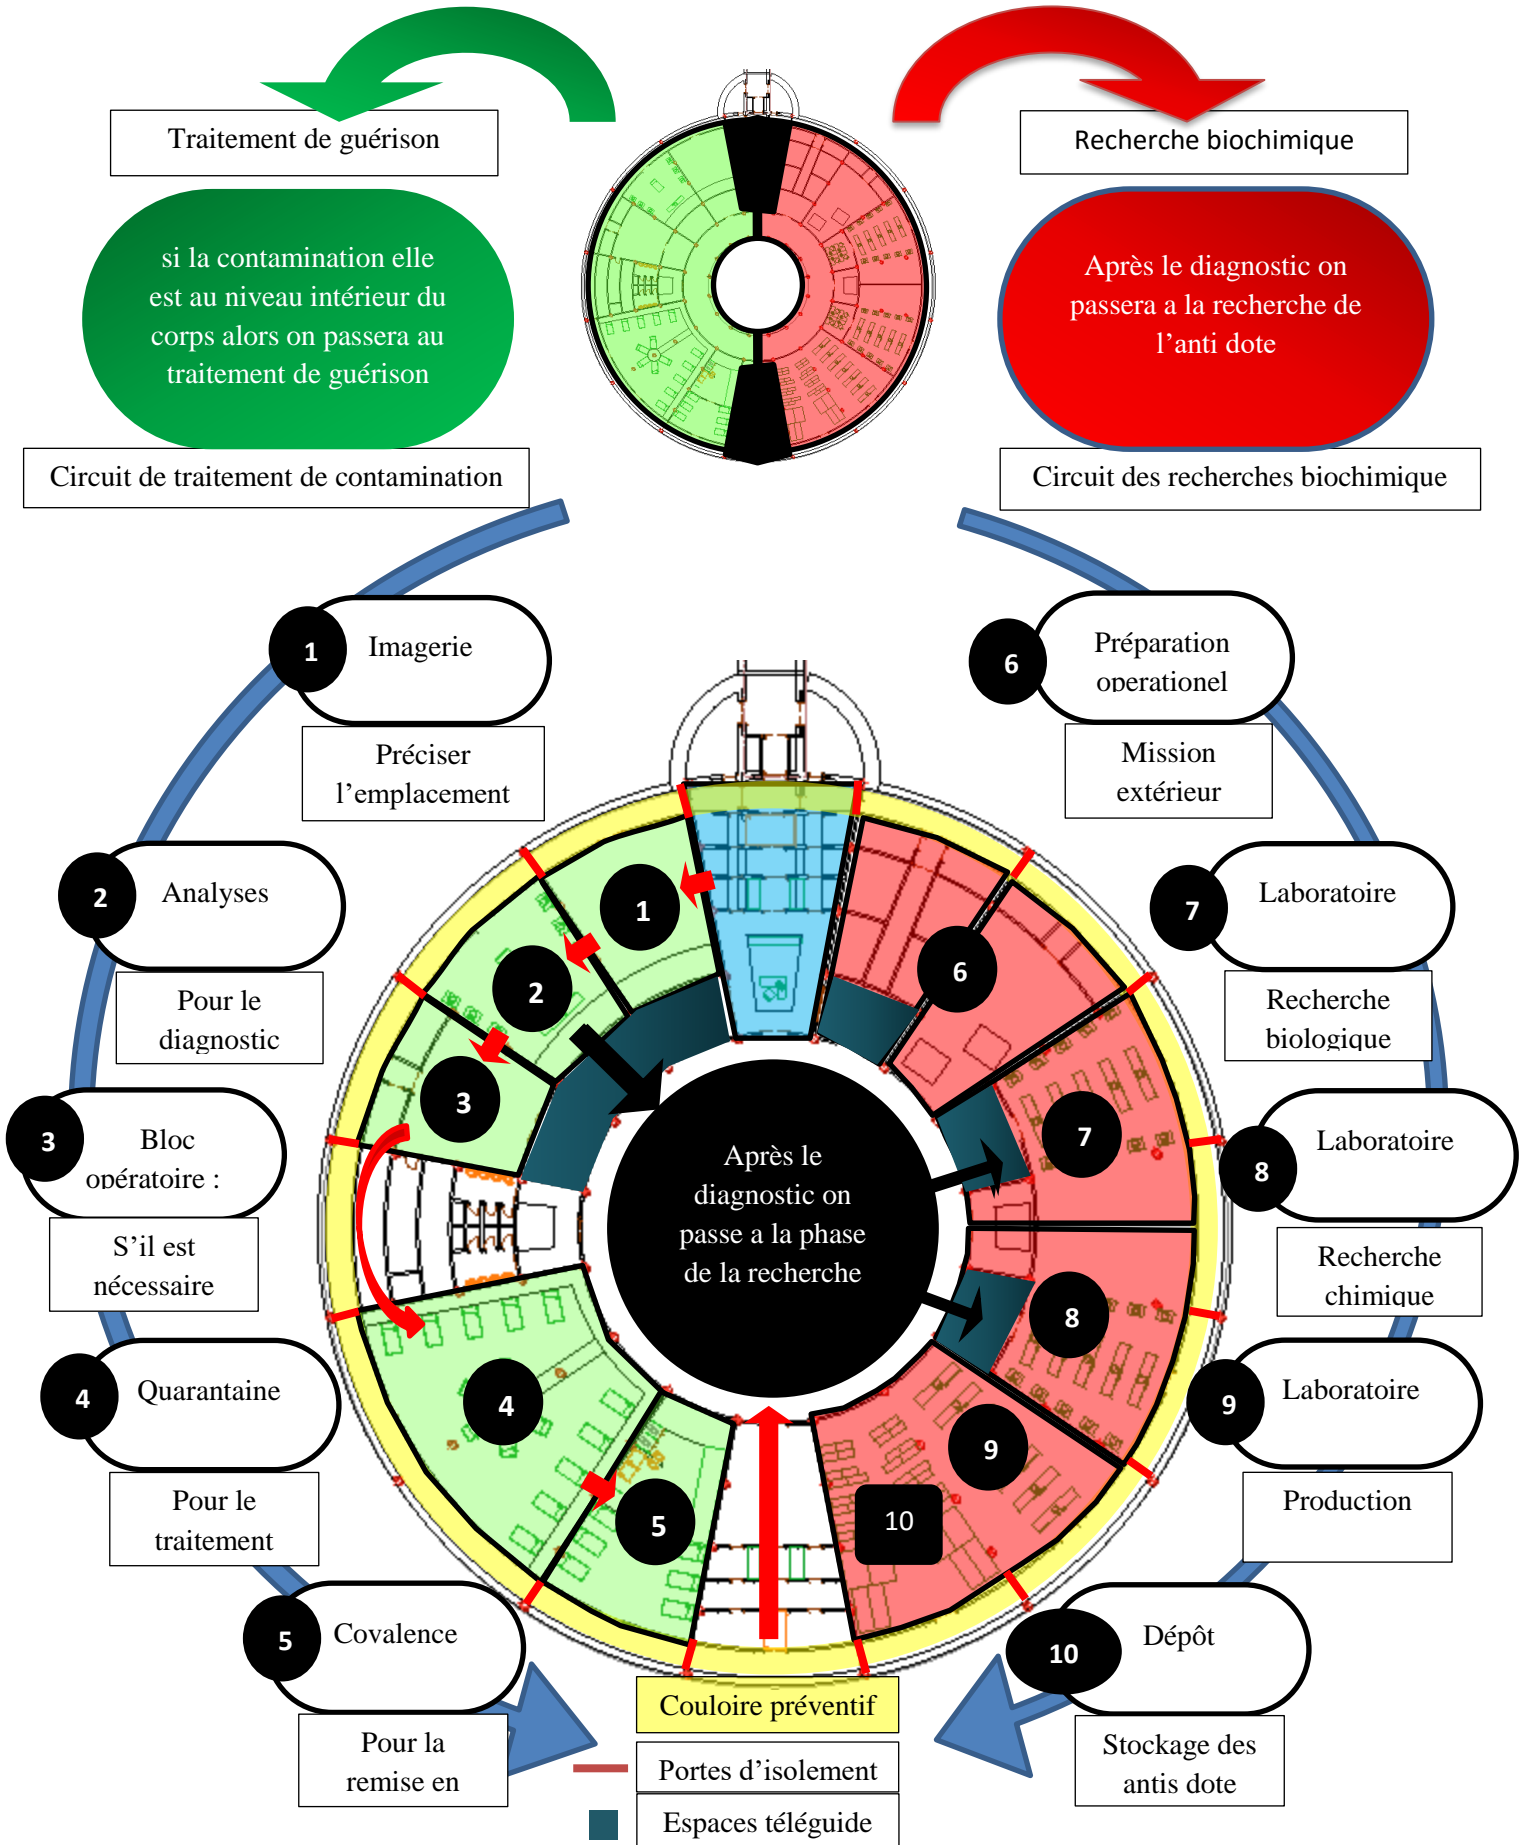 Traitement de guérison
Recherche biochimique
si la contamination elle
est au niveau intérieur du
corps alors on passera au
traitement de guérison
Après le diagnostic on
passera a la recherche de
l’anti dote
Circuit de traitement de contamination
Circuit des recherches biochimique
1
Imagerie
Préciser
l’emplacement
2
Analyses
Pour le
diagnostic
3
Bloc
opératoire :
S’il est
nécessaire
4
Quarantaine
Pour le
traitement
5
Covalence
Pour la
remise en
6
Préparation
operationel
Mission
extérieur
7
Laboratoire
Recherche
biologique
8
Laboratoire
Recherche
chimique
9
Laboratoire
Production
10
Dépôt
Stockage des
antis dote
1
2
3
4
5
6
7
8
9
10
Après le
diagnostic on
passe a la phase
de la recherche
Couloire préventif
Portes d’isolement
Espaces téléguide